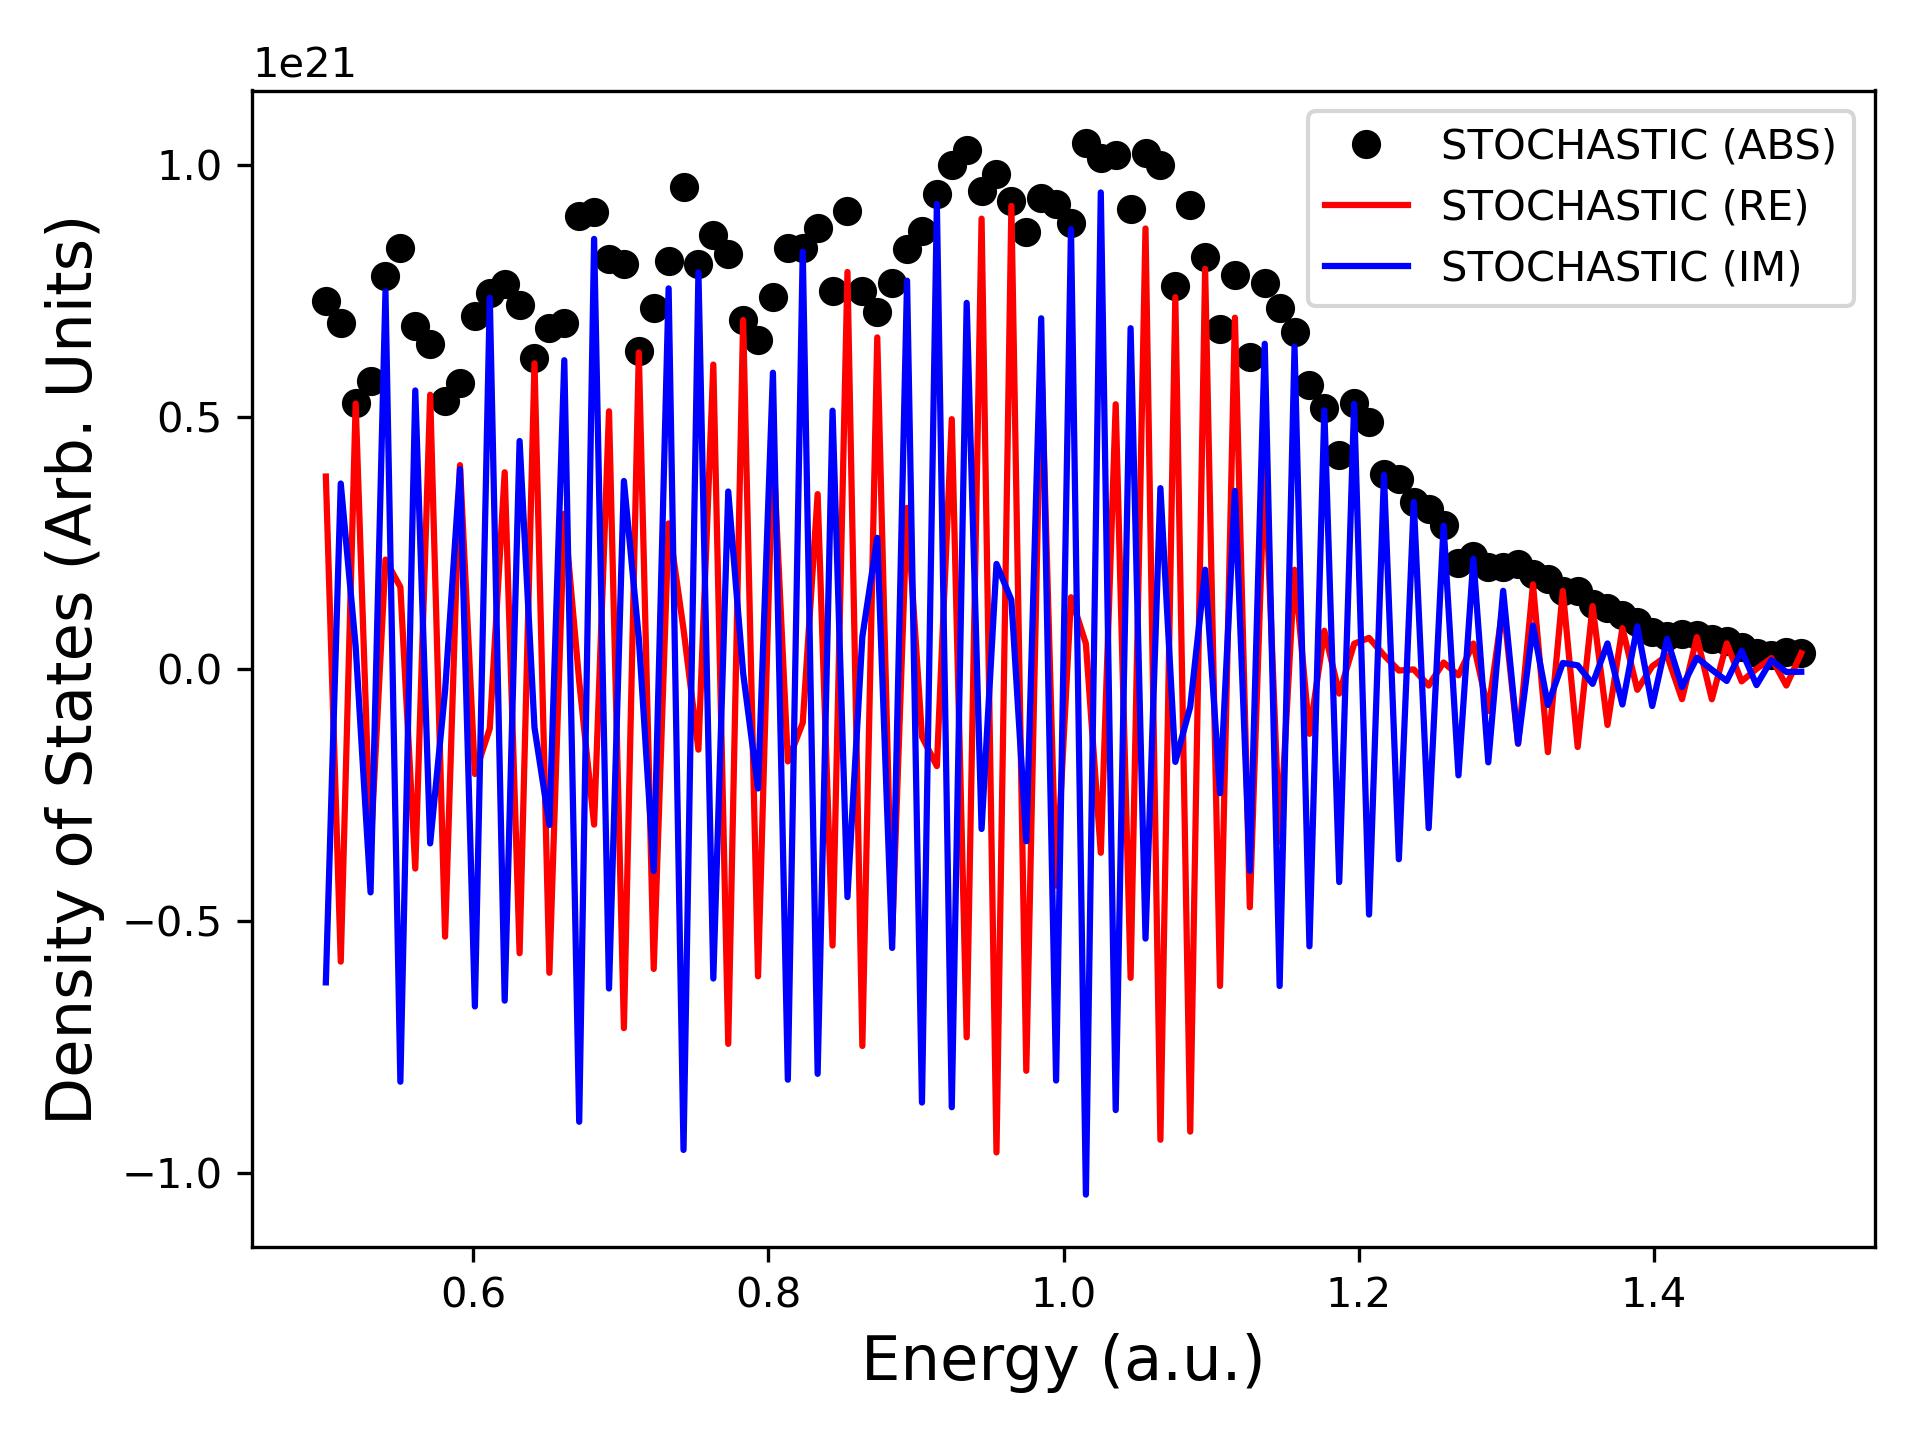 1e21
STOCHASTIC (ABS)
STOCHASTIC (RE)
STOCHASTIC (IM)
Density of States (Arb. Units)
1.0
0.5
0.0
−0.5
−1.0
0.6 0.8 1.0 1.2 1.4
Energy (a.u.)